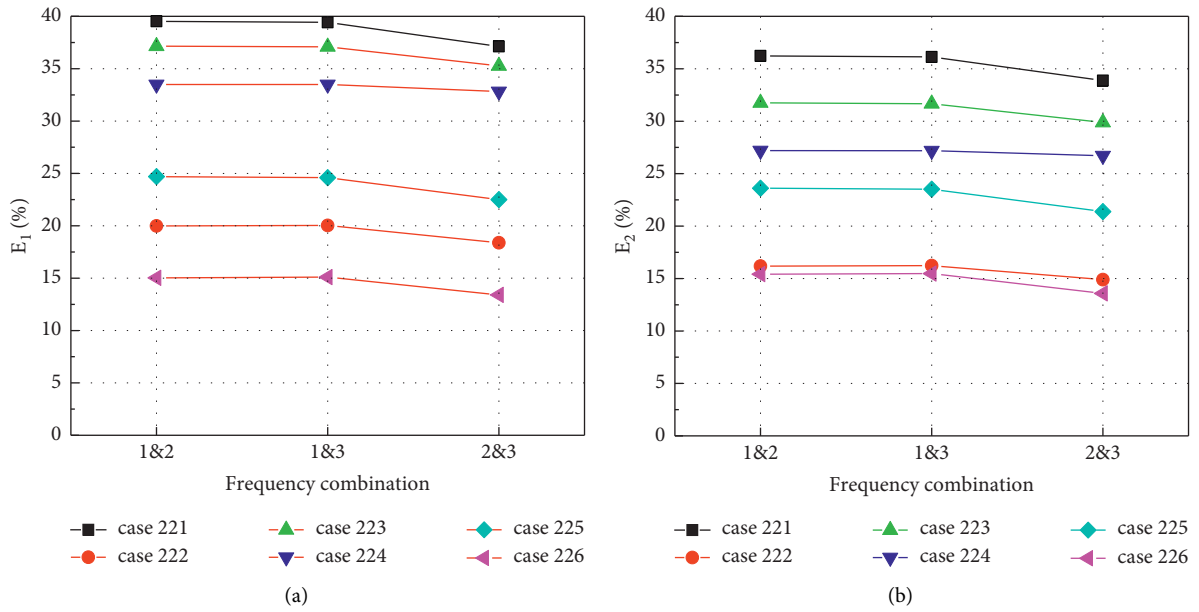 40
35
30
25
20
15
10
5
0
E1 (%)
1&2
1&3
2&3
Frequency combination
case 221
case 223
case 225
case 222
case 224
case 226
(a)
40
35
30
25
20
15
10
5
0
E2 (%)
1&2
1&3
2&3
Frequency combination
case 221
case 223
case 225
case 222
case 224
case 226
(b)